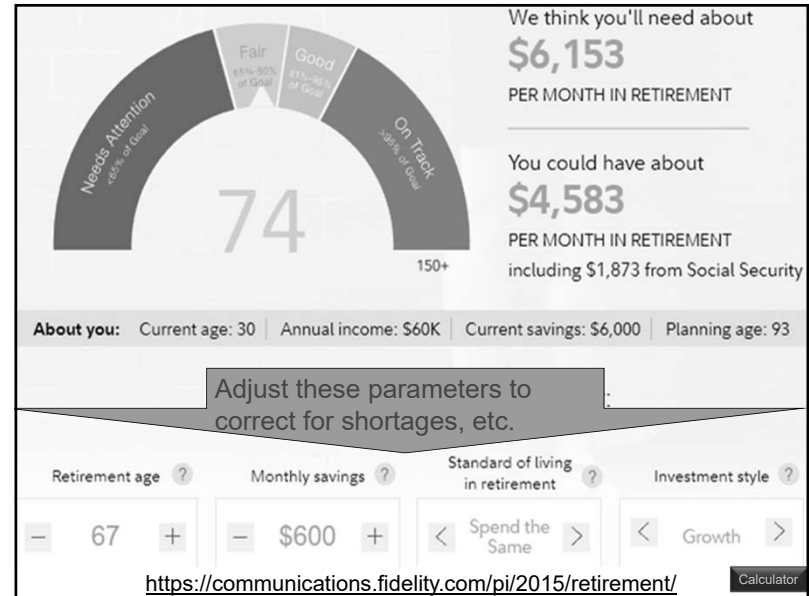 We think you'll need about
$6,153
PER MONTH IN RETIREMENT
You could have about
$4,583
PER MONTH IN RETIREMENT
including $1,873 from Social Security
Needs Attention
<65% of Goal
Fair
65%-80%
of Goal
Good
81%-95%
of Goal
On Track
>95% of Goal
74
150+
About you: Current age: 30 | Annual income: $60K | Current savings: $6,000 | Planning age: 93
Adjust these parameters to
correct for shortages, etc.
:
Retirement age ?
Monthly savings ?
Standard of living
in retirement ?
Investment style ?
− 67 +
− $600 +
< Spend the
Same >
< Growth >
https://communications.fidelity.com/pi/2015/retirement/
Calculator